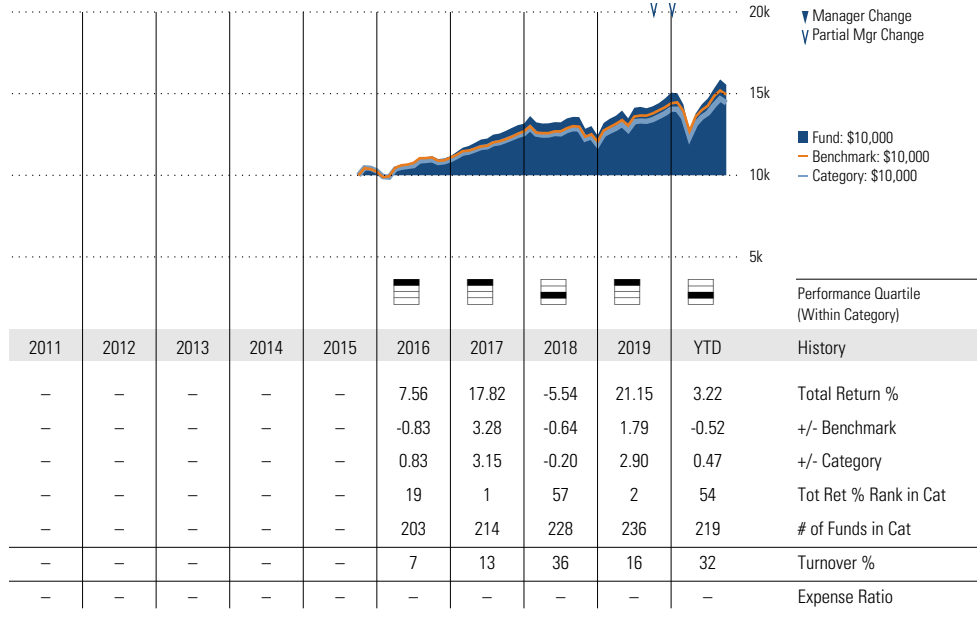 20k
▼ Manager Change
V Partial Mgr Change
15k
Fund: $10,000
Benchmark: $10,000
Category: $10,000
10k
5k
Performance Quartile
(Within Category)
2011 2012 2013 2014 2015 2016 2017 2018 2019 YTD History
– – – – – 7.56 17.82 -5.54 21.15 3.22 Total Return %
– – – – – -0.83 3.28 -0.64 1.79 -0.52 +/- Benchmark
– – – – – 0.83 3.15 -0.20 2.90 0.47 +/- Category
– – – – – 19 1 57 2 54 Tot Ret % Rank in Cat
– – – – – 203 214 228 236 219 # of Funds in Cat
– – – – – 7 13 36 16 32 Turnover %
– – – – – – – – – – Expense Ratio